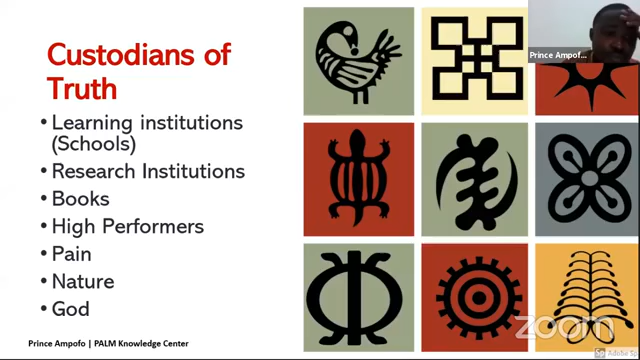 Custodians of
Truth
• Learning institutions
(Schools)
• Research Institutions
• Books
• High Performers
• Pain
• Nature
• God
Prince Ampofo | PALM Knowledge Center
Prince Ampofo...
zoom